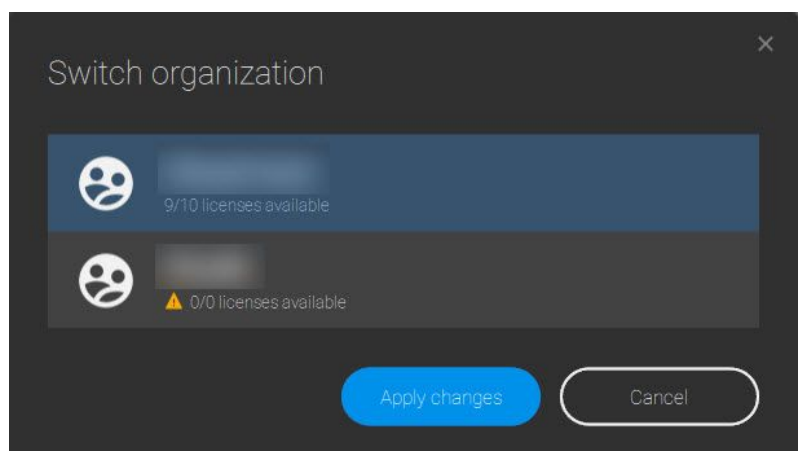 Switch organization
9/10 licenses available
0/0 licenses available
Apply changes
Cancel